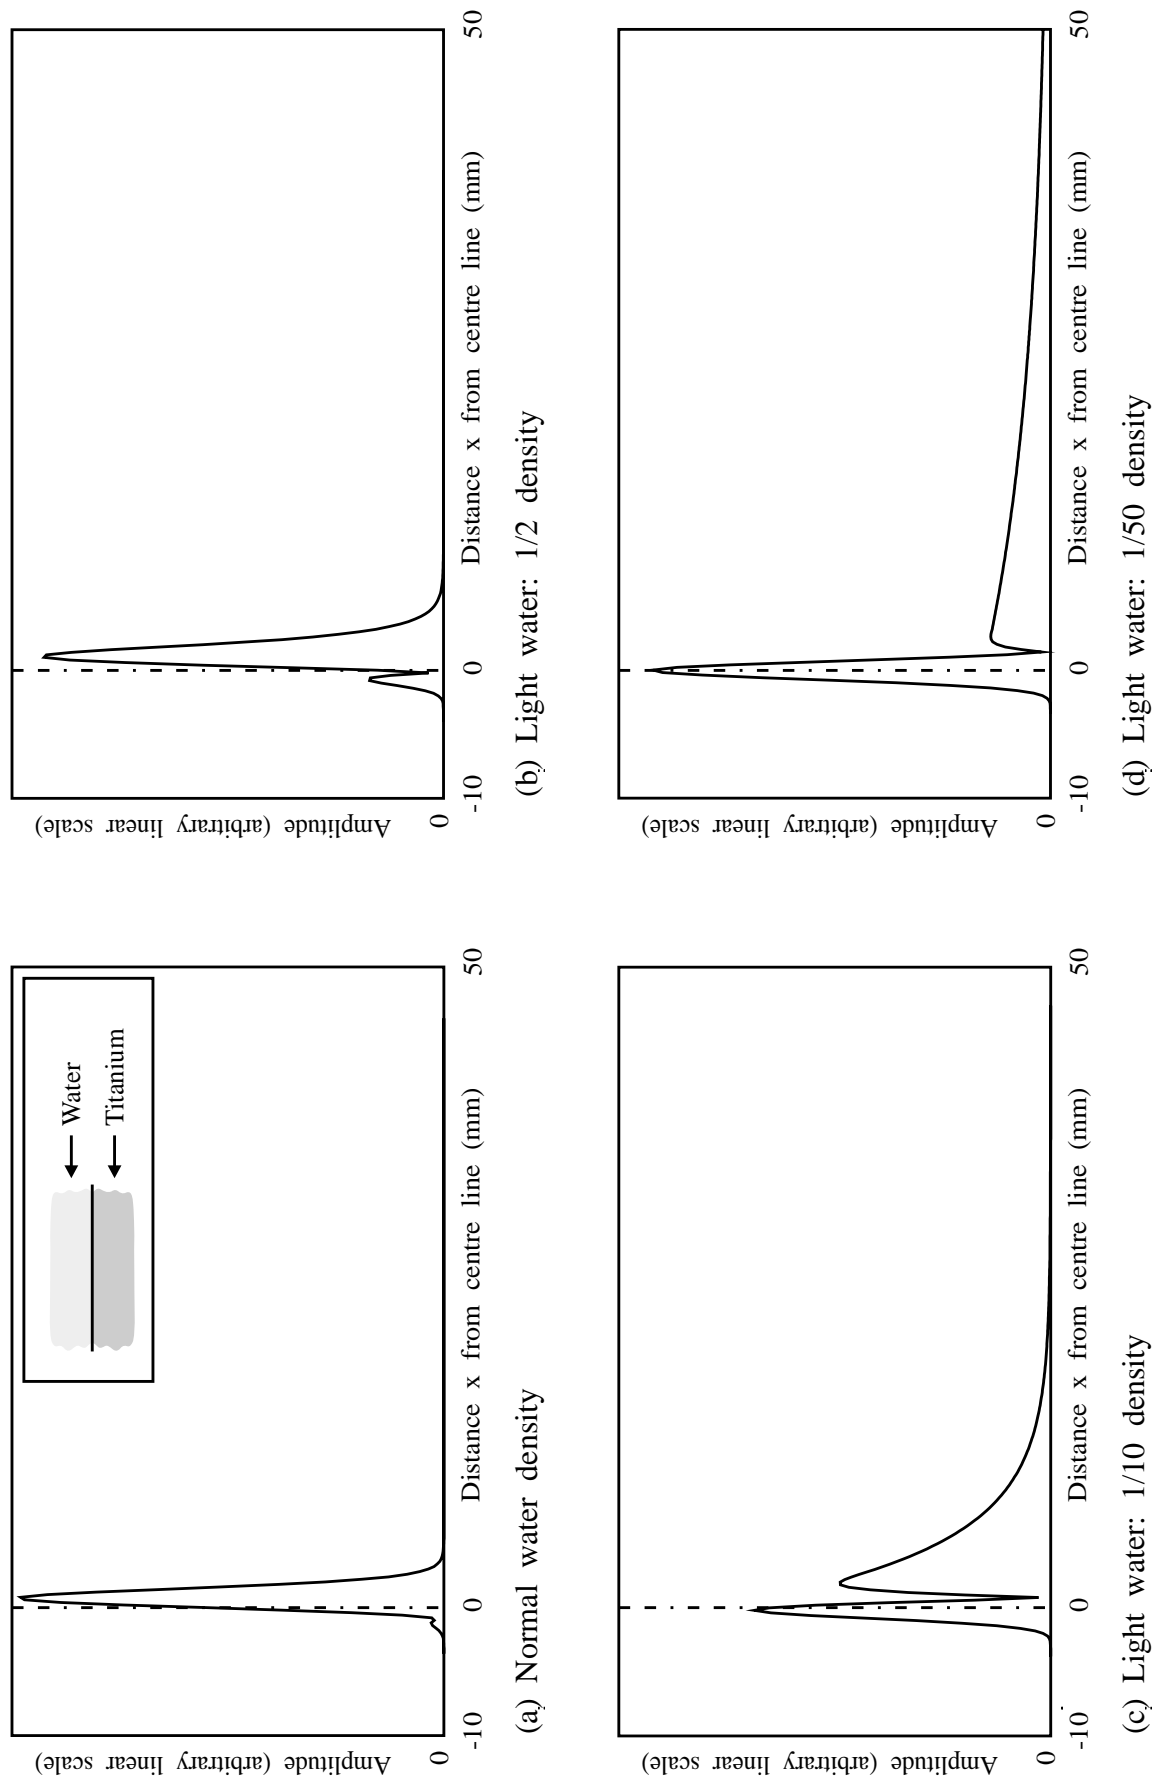 Amplitude (arbitrary linear scale)
0
-10
0
50
Distance x from centre line (mm)
Water
Titanium
(a) Normal water density
Amplitude (arbitrary linear scale)
0
-10
0
50
Distance x from centre line (mm)
(b) Light water: 1/2 density
Amplitude (arbitrary linear scale)
0
-10
0
50
Distance x from centre line (mm)
(c) Light water: 1/10 density
Amplitude (arbitrary linear scale)
0
-10
0
50
Distance x from centre line (mm)
(d) Light water: 1/50 density